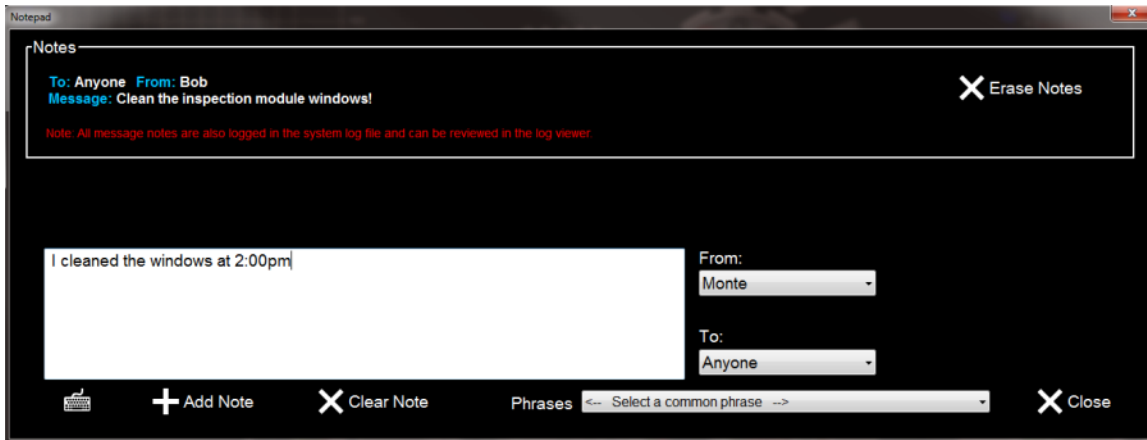 Notepad
x
Notes
To: Anyone From: Bob
Message: Clean the inspection module windows!
Erase Notes
Note: All message notes are also logged in the system log file and can be reviewed in the log viewer.
I cleaned the windows at 2:00pm
From:
Monte
To:
Anyone
Add Note
Clear Note
Phrases
<-- Select a common phrase -->
Close